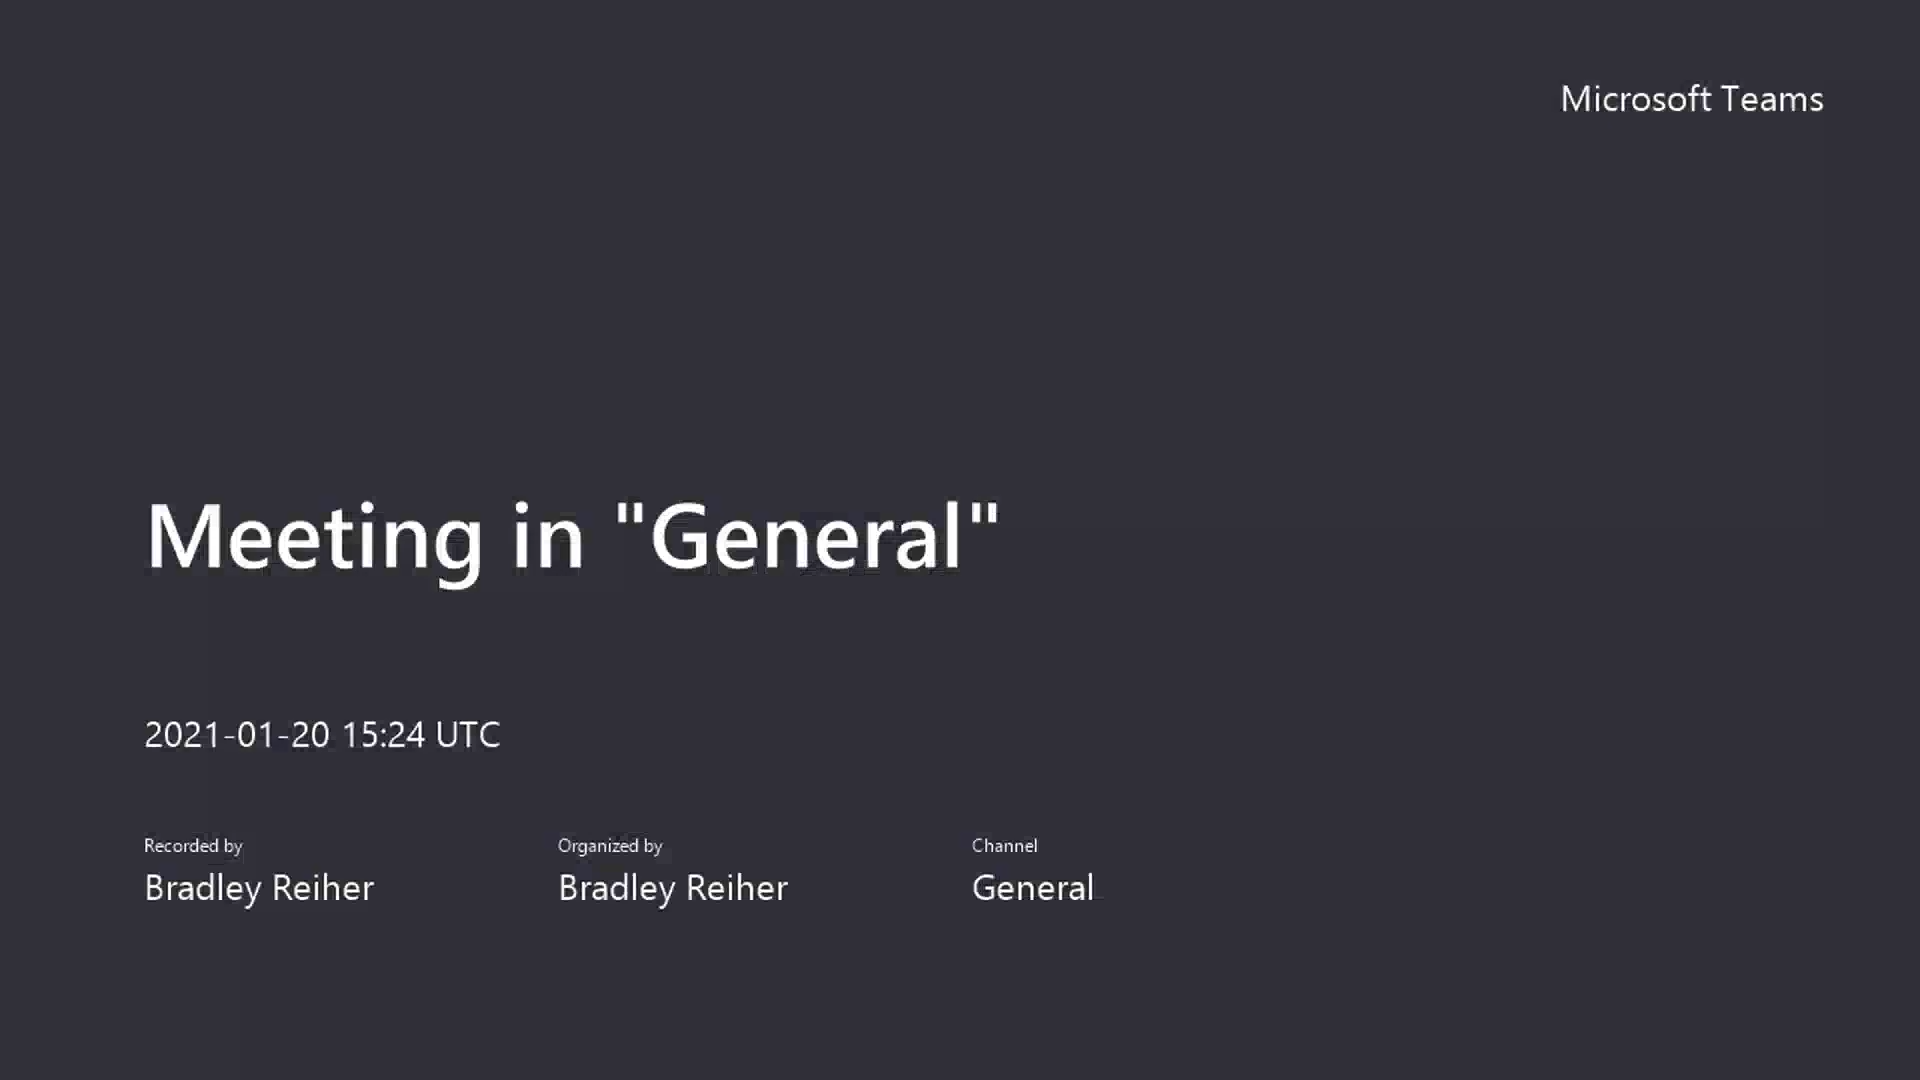 Microsoft Teams
Meeting in "General"
2021-01-20 15:24 UTC
Recorded by
Bradley Reiher
Organized by
Bradley Reiher
Channel
General